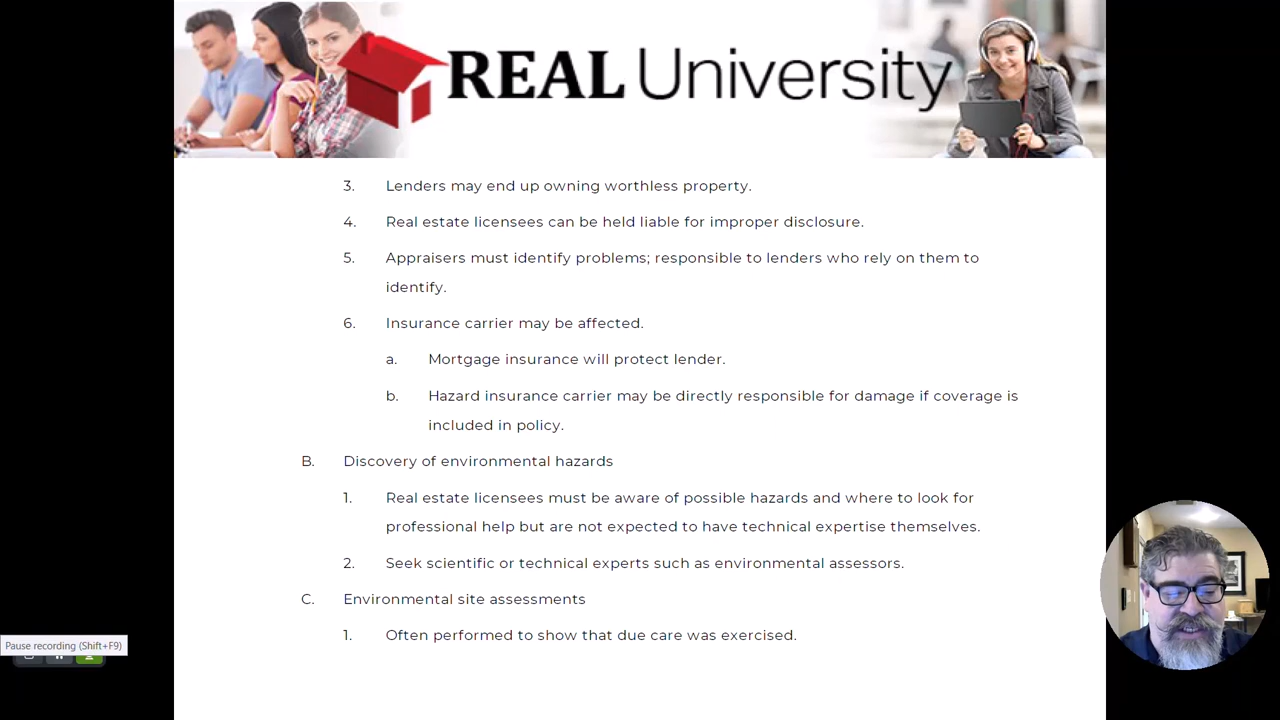 REAL University
3. Lenders may end up owning worthless property.
4. Real estate licensees can be held liable for improper disclosure.
5. Appraisers must identify problems; responsible to lenders who rely on them to
identify.
6. Insurance carrier may be affected.
a. Mortgage insurance will protect lender.
b. Hazard insurance carrier may be directly responsible for damage if coverage is
included in policy.
B. Discovery of environmental hazards
1. Real estate licensees must be aware of possible hazards and where to look for
professional help but are not expected to have technical expertise themselves.
2. Seek scientific or technical experts such as environmental assessors.
C. Environmental site assessments
1. Often performed to show that due care was exercised.
Pause recording (Shift+F9)